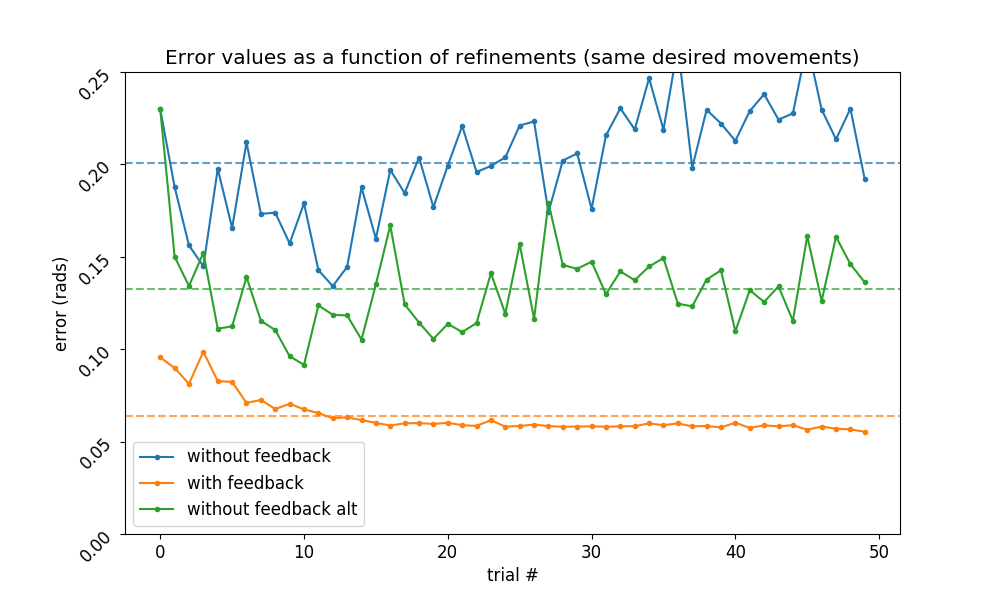 Error values as a function of refinements (same desired movements)
error (rads)
0.25
0.20
0.15
0.10
0.05
0.00
without feedback
with feedback
without feedback alt
0 10 20 30 40 50
trial #